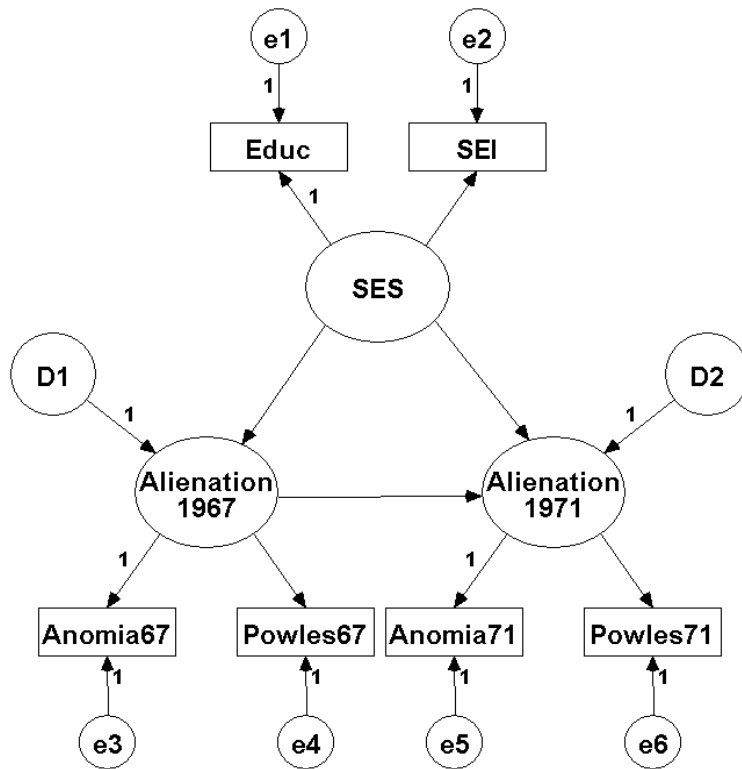 e1 e2
1 1
Educ SEI
1
SES
D1 D2
1 1
Alienation
1967
Alienation
1971
1 1
Anomia67 Powles67 Anomia71 Powles71
1 1 1 1
e3 e4 e5 e6